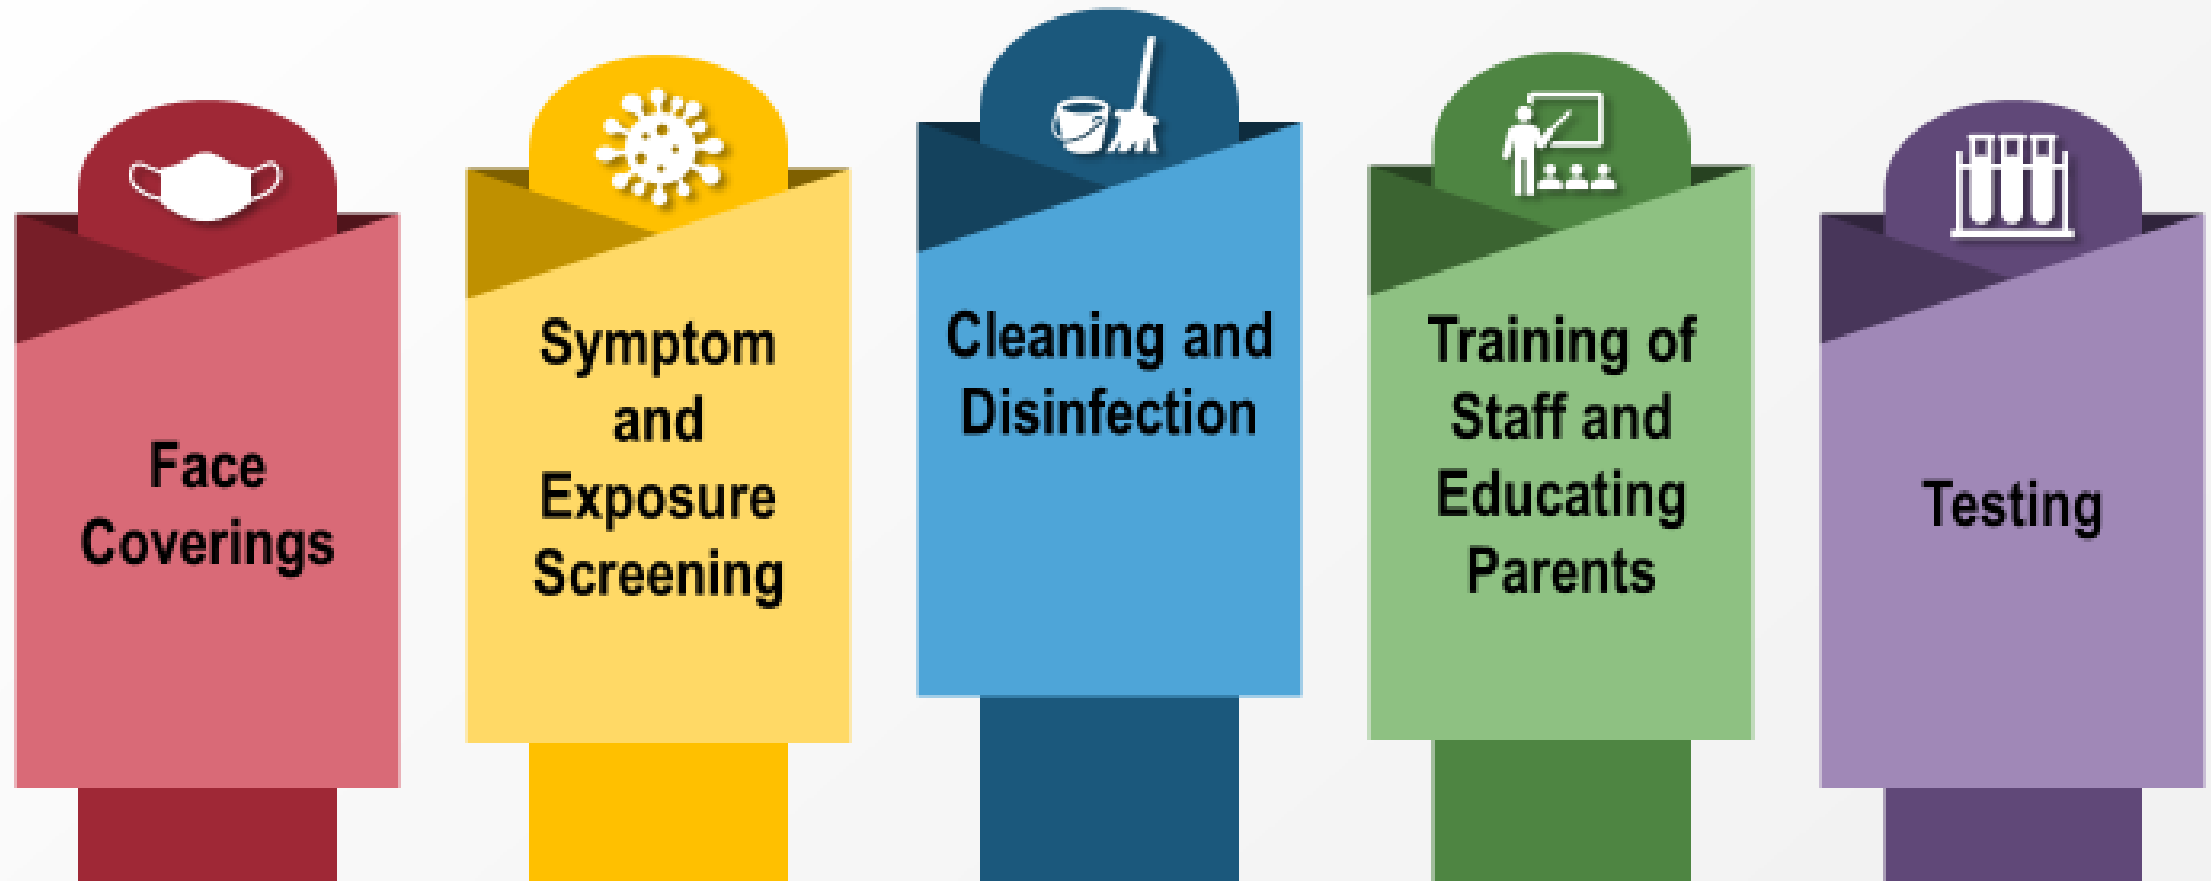 Face
Coverings
Symptom
and
Exposure
Screening
Cleaning and
Disinfection
Training of
Staff and
Educating
Parents
Testing